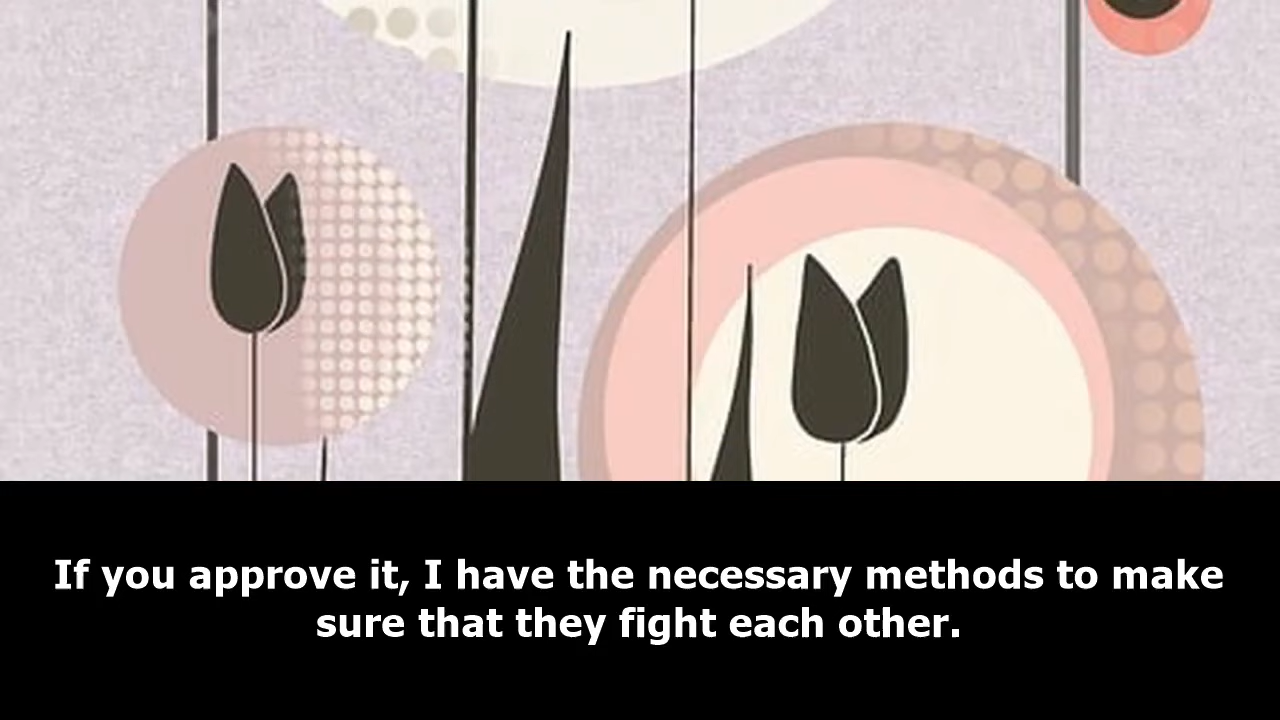 If you approve it, I have the necessary methods to make
sure that they fight each other.